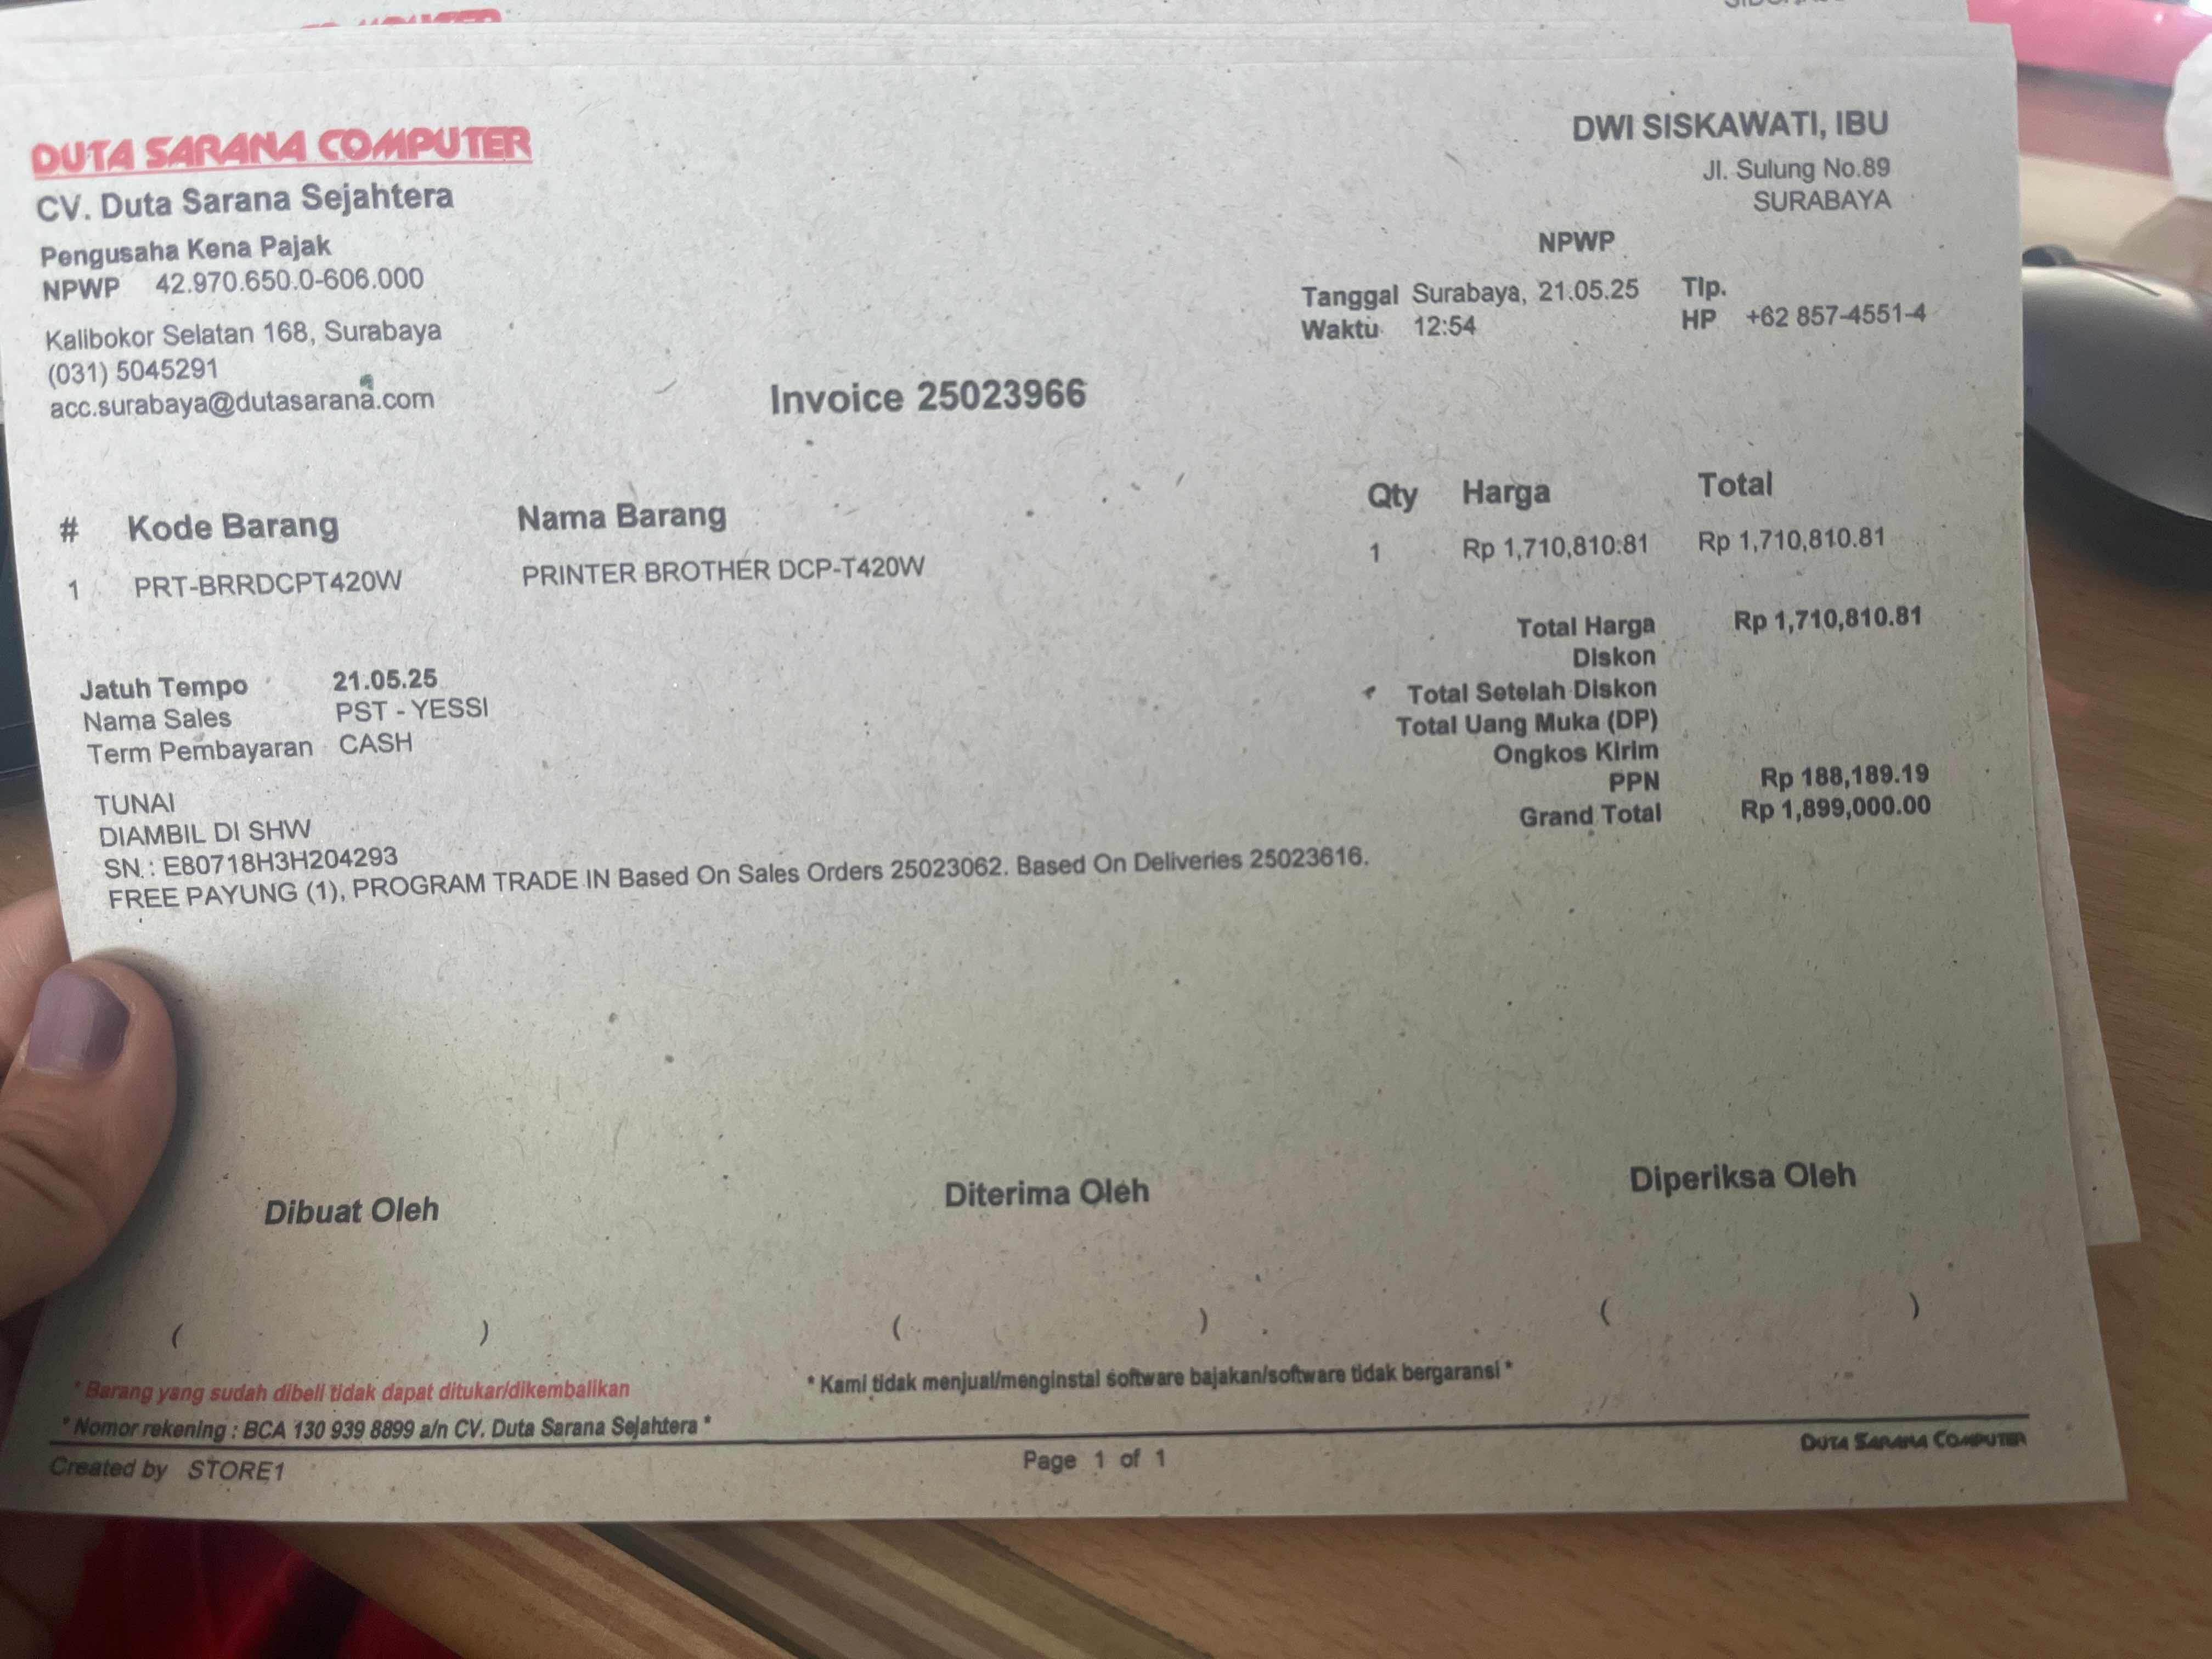 DUTA SARANA COMPUTER
CV. Duta Sarana Sejahtera
Pengusaha Kena Pajak
NPWP 42.970.650.0-606.000
Kalibokor Selatan 168, Surabaya
(031) 5045291
acc.surabaya@dutasarana.com
DWI SISKAWATI, IBU
Jl. Sulung No.89
SURABAYA
NPWP
Tanggal Surabaya, 21.05.25 Tlp.
Waktu 12:54 HP +62 857-4551-4
Invoice 25023966
# Kode Barang Nama Barang Qty Harga Total
1 PRT-BRRDCPT420W PRINTER BROTHER DCP-T420W 1 Rp 1,710,810.81 Rp 1,710,810.81
Total Harga Rp 1,710,810.81
Diskon
Total Setelah Diskon
Total Uang Muka (DP)
Ongkos Kirim
PPN Rp 188,189.19
Grand Total Rp 1,899,000.00
Jatuh Tempo 21.05.25
Nama Sales PST - YESSI
Term Pembayaran CASH
TUNAI
DIAMBIL DI SHW
SN : E80718H3H204293
FREE PAYUNG (1), PROGRAM TRADE IN Based On Sales Orders 25023062. Based On Deliveries 25023616.
Dibuat Oleh Diterima Oleh Diperiksa Oleh
( ) ( ) ( )
* Barang yang sudah dibeli tidak dapat ditukar/dikembalikan
* Kami tidak menjual/menginstal software bajakan/software tidak bergaransi *
* Nomor rekening : BCA 130 939 8899 a/n CV. Duta Sarana Sejahtera *
DUTA SARANA COMPUTER
Created by STORE1 Page 1 of 1